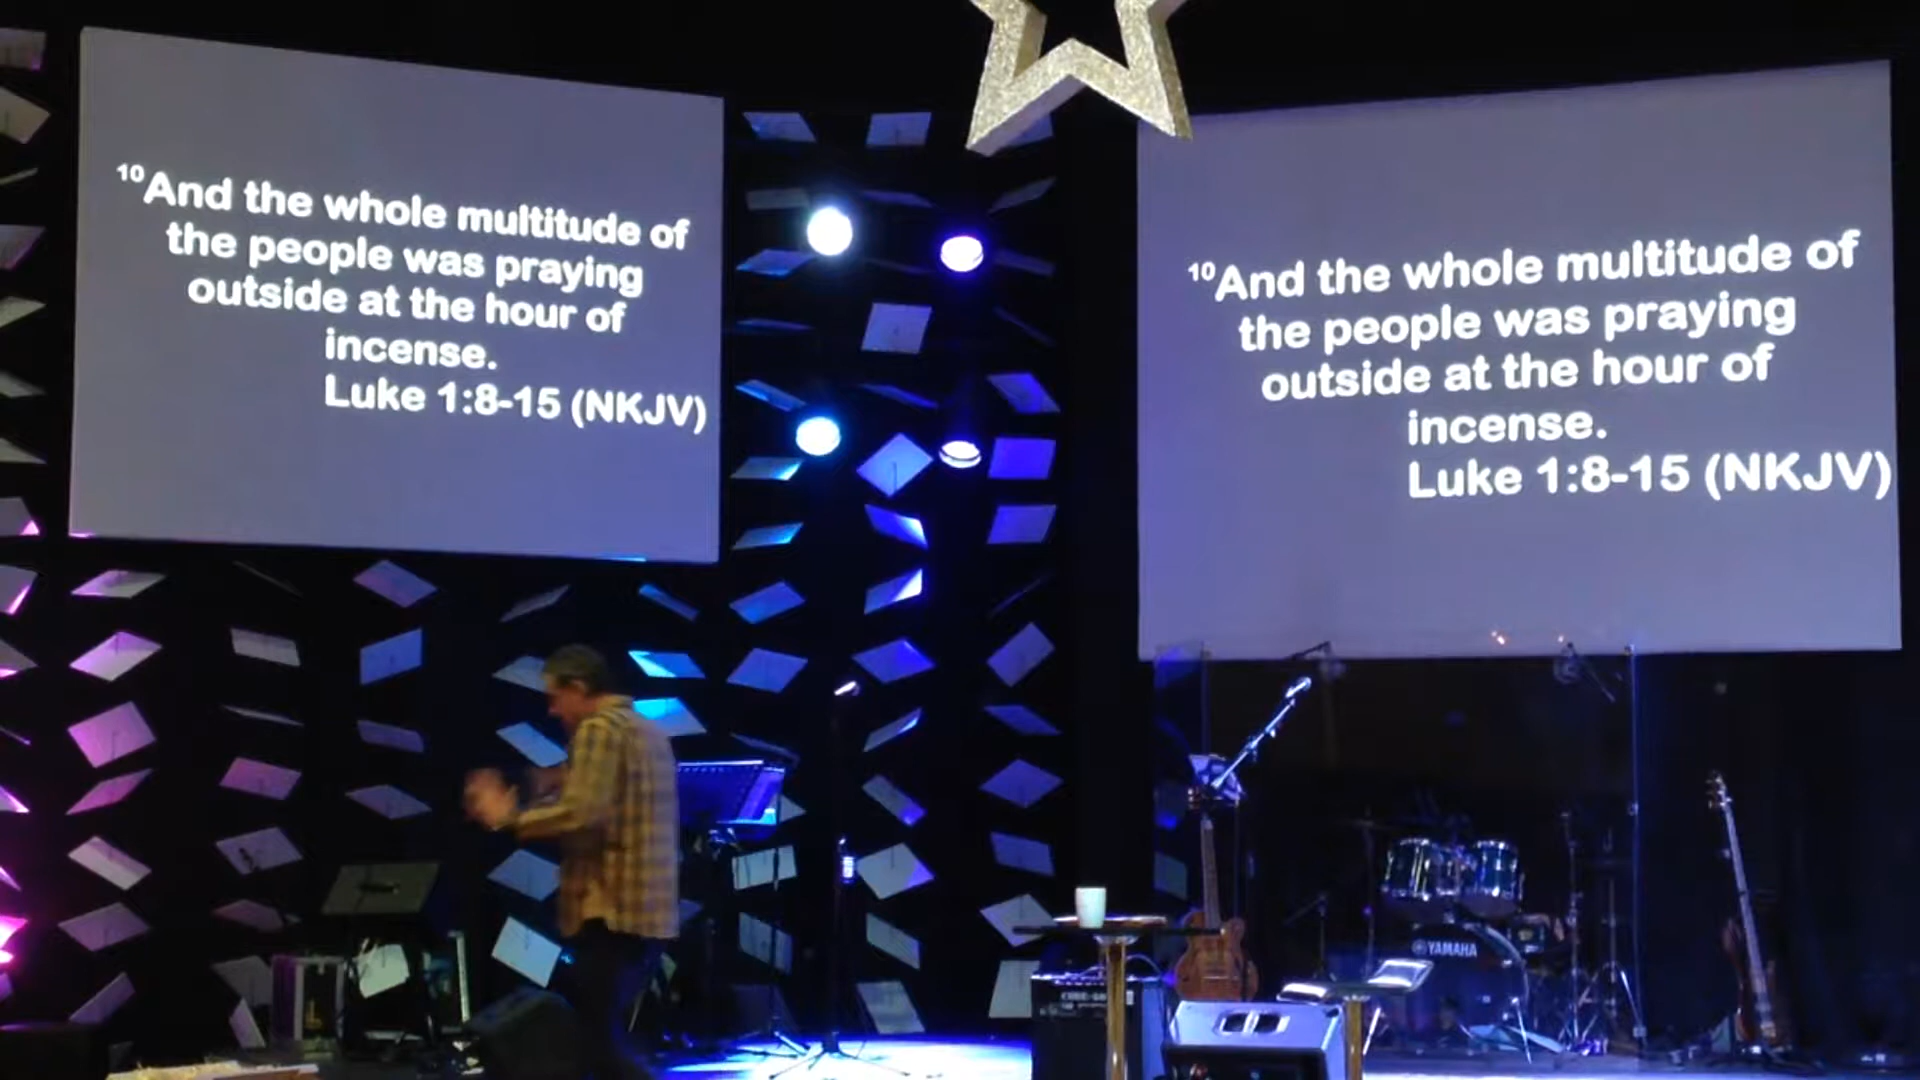 ¹⁰And the whole multitude of
the people was praying
outside at the hour of
incense.
Luke 1:8-15 (NKJV)
¹⁰And the whole multitude of
the people was praying
outside at the hour of
incense.
Luke 1:8-15 (NKJV)
YAMAHA